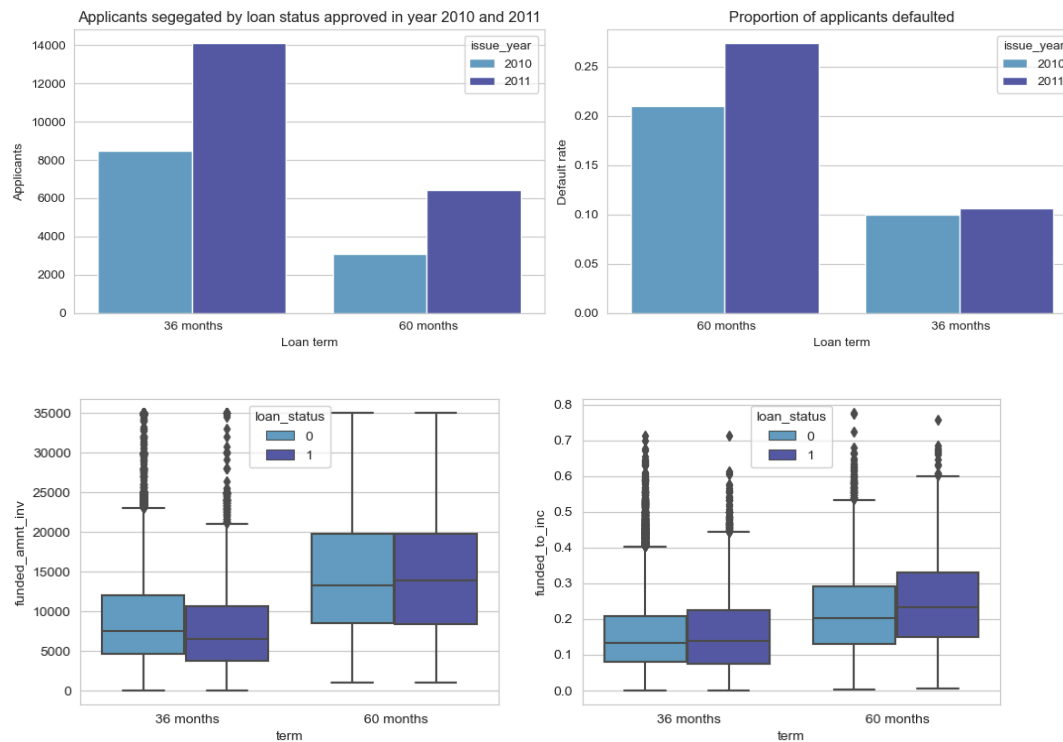 Applicants segegated by loan status approved in year 2010 and 2011
14000
12000
10000
8000
6000
4000
2000
0
Applicants
issue_year
2010
2011
36 months
60 months
Loan term
Proportion of applicants defaulted
0.25
0.20
0.15
0.10
0.05
0.00
Default rate
issue_year
2010
2011
60 months
36 months
Loan term
35000
30000
25000
20000
15000
10000
5000
0
funded_amnt_inv
loan_status
0
1
36 months
60 months
term
0.8
0.7
0.6
0.5
0.4
0.3
0.2
0.1
0.0
funded_to_inc
loan_status
0
1
36 months
60 months
term